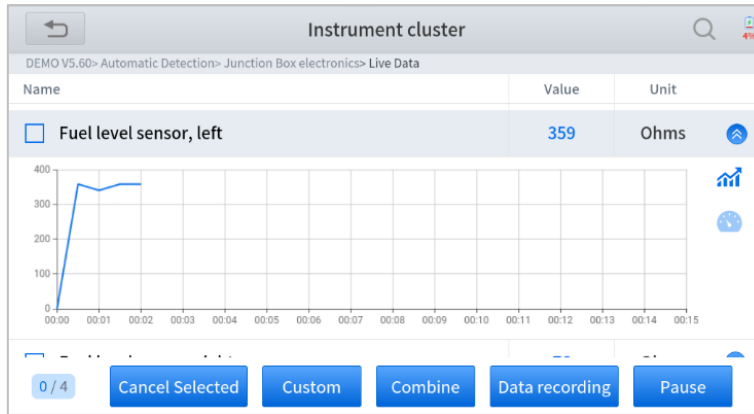 Instrument cluster
4%
DEMO V5.60> Automatic Detection> Junction Box electronics> Live Data
Name Value Unit
Fuel level sensor, left 359 Ohms
400
300
200
100
0
00:00 00:01 00:02 00:03 00:04 00:05 00:06 00:07 00:08 00:09 00:10 00:11 00:12 00:13 00:14 00:15
0 / 4 Cancel Selected Custom Combine Data recording Pause